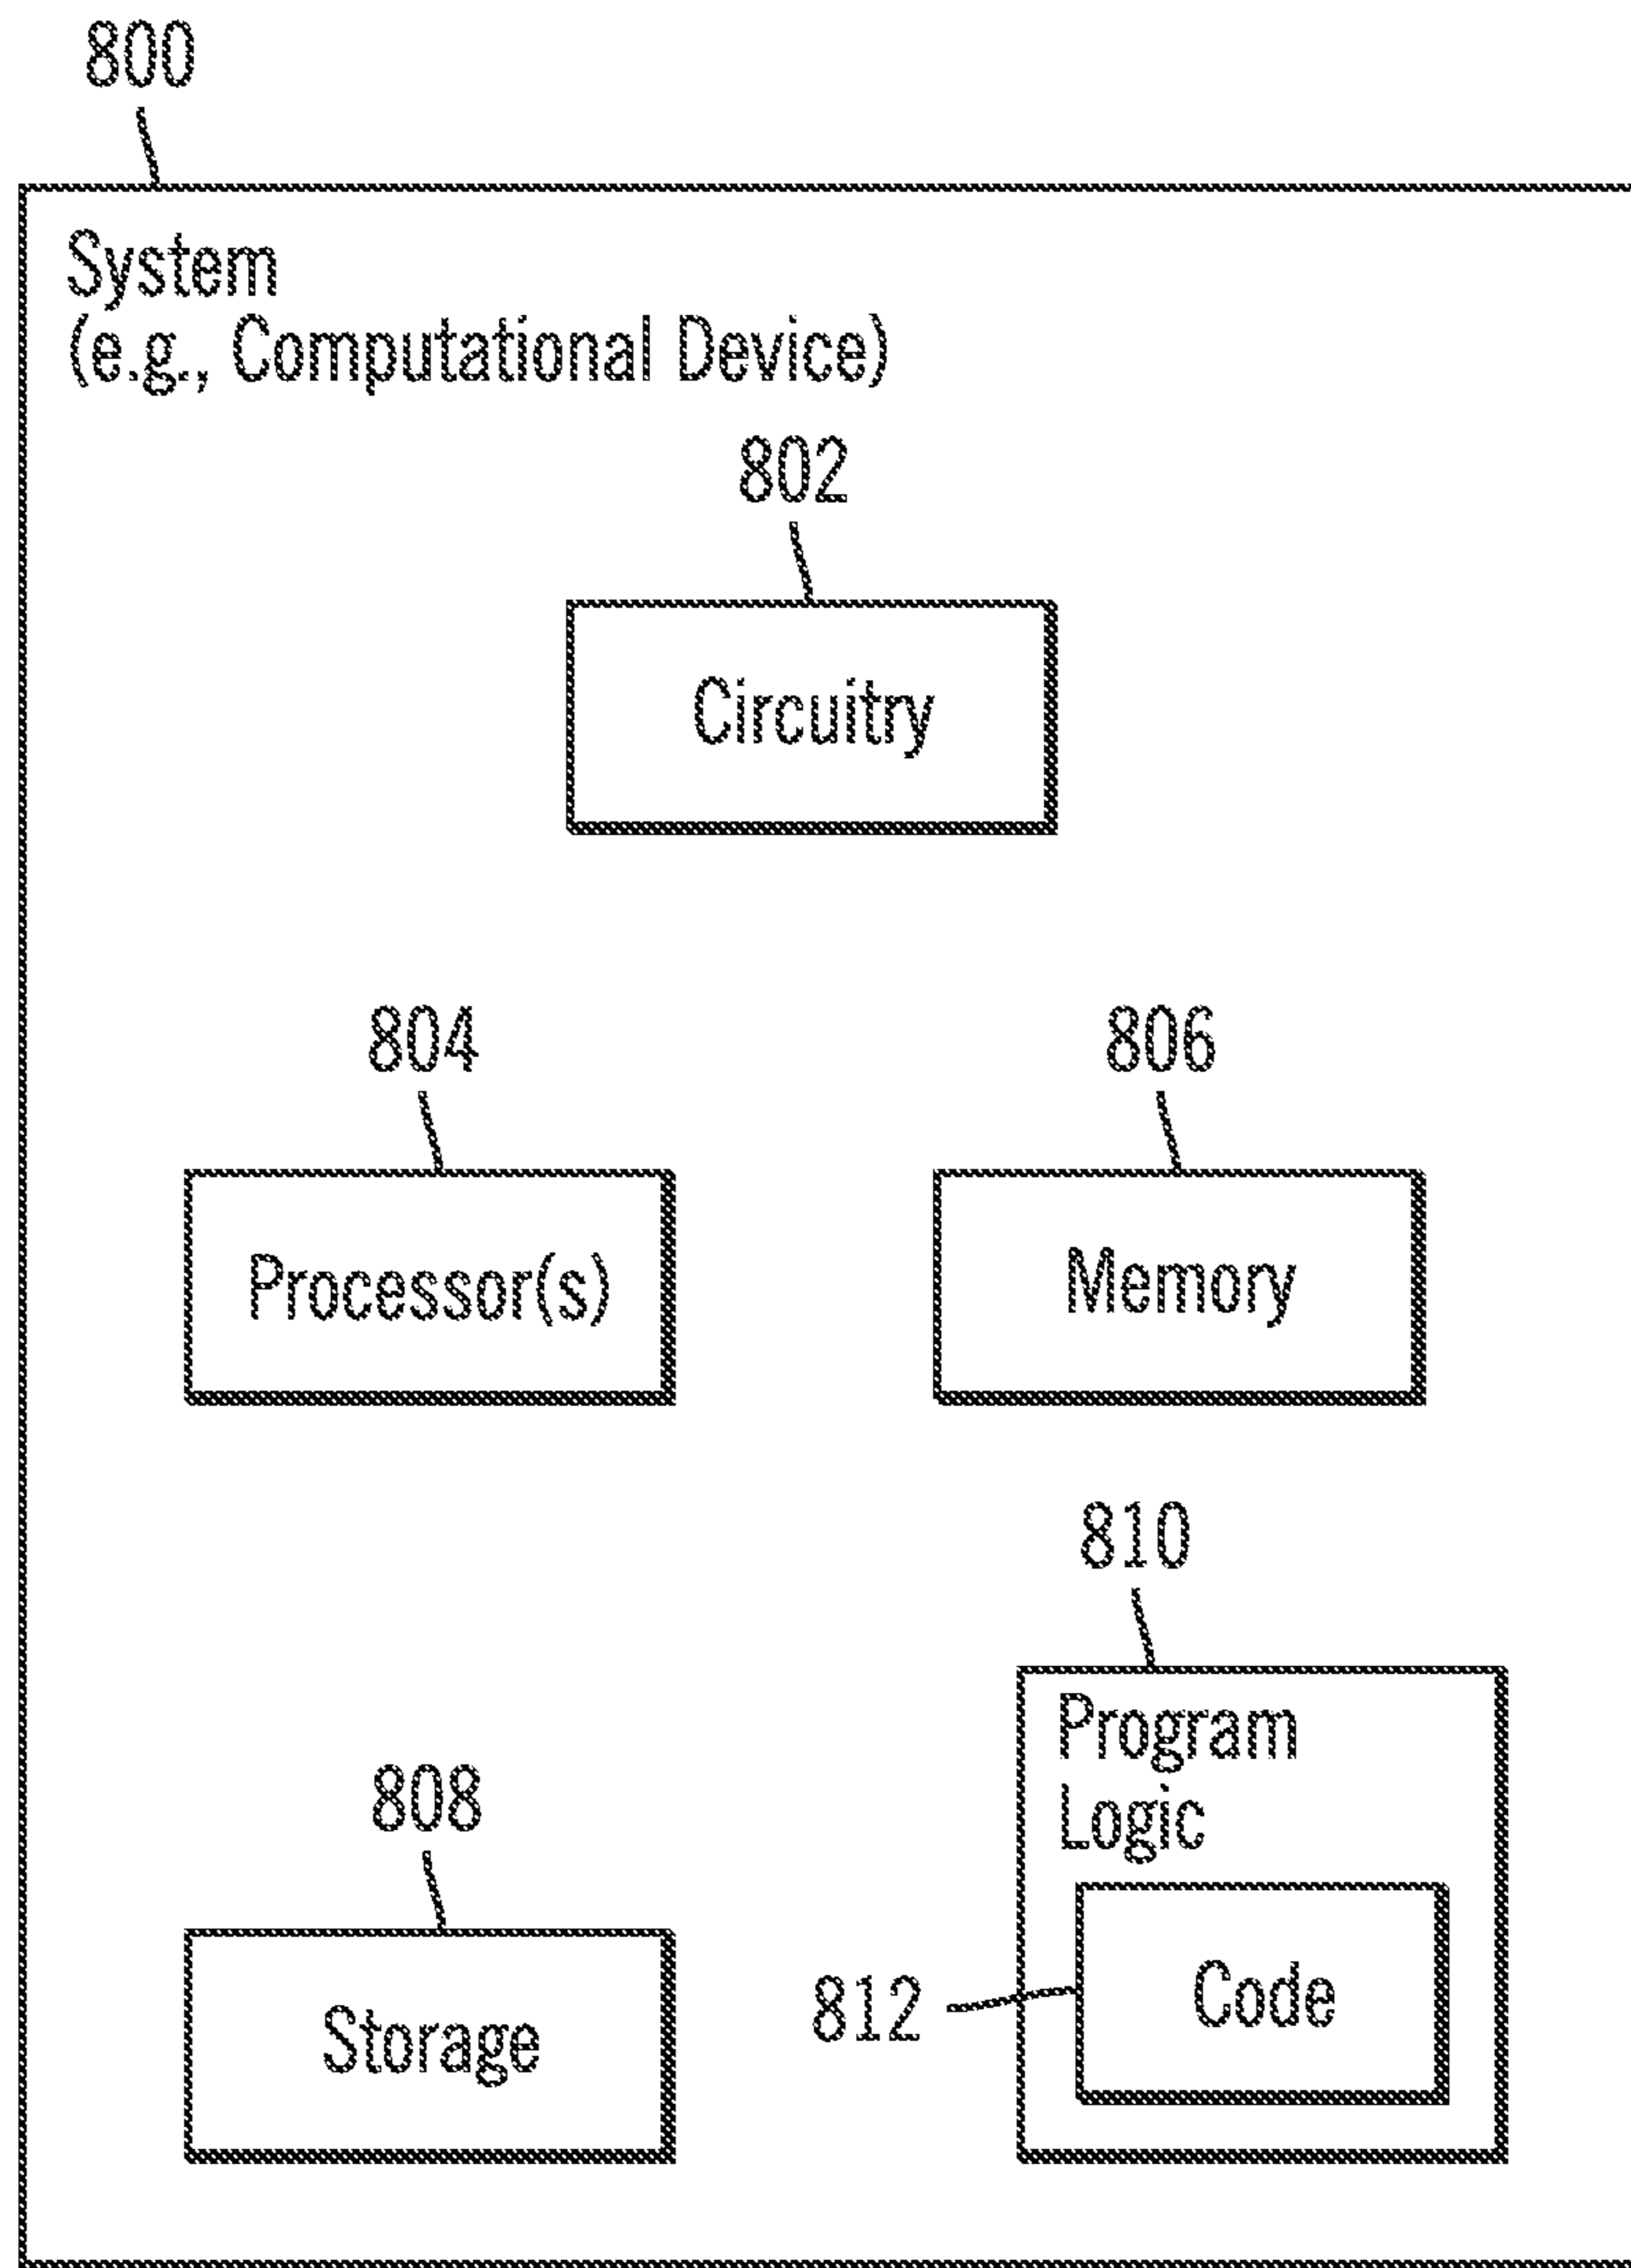 800
System
(e.g., Computational Device)
802
Circuitry
804
806
Processor(s)
Memory
810
Program
Logic
808
812
Code
Storage